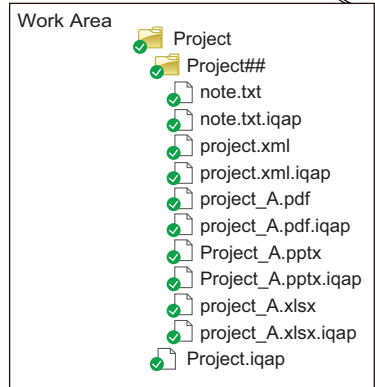 Work Area
Project
Project##
note.txt
note.txt.iqap
project.xml
project.xml.iqap
project_A.pdf
project_A.pdf.iqap
Project_A.pptx
Project_A.pptx.iqap
project_A.xlsx
project_A.xlsx.iqap
Project.iqap